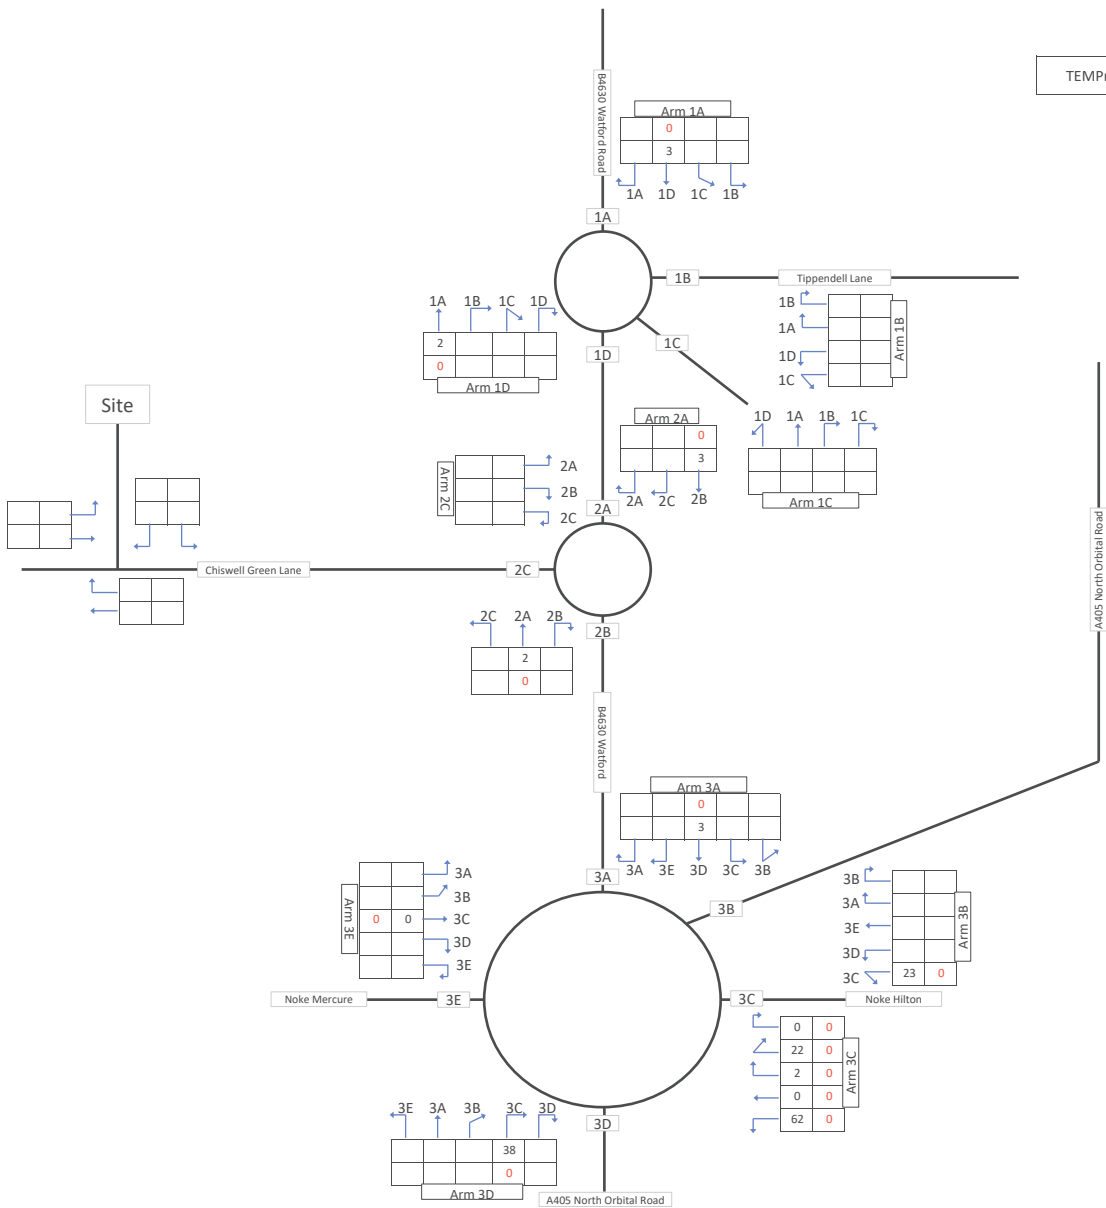 TEMPr
B4630 Watford Road
Arm 1A
0
3
1A 1D 1C 1B
1A
1B
Tippendell Lane
1A 1B 1C 1D
2
0
Arm 1D
1D
1C
1B
1A
1D
1C
Arm 1B
Site
Arm 2A
0
3
2A 2C 2B
1D 1A 1B 1C
Arm 1C
Arm 2C
2A
2B
2C
2A
A405 North Orbital Road
Chiswell Green Lane
2C
2C 2A 2B
2
0
2B
B4630 Watford
Arm 3A
0
3
3A 3E 3D 3C 3B
3A
3B
Arm 3E
3A
3B
0 0 3C
3D
3E
3B
3A
3E
3D
3C 23 0
Arm 3B
Noke Mercure
3E
3C
Noke Hilton
0 0
22 0
2 0
0 0
62 0
Arm 3C
3E 3A 3B 3C 3D
38
0
Arm 3D
3D
A405 North Orbital Road